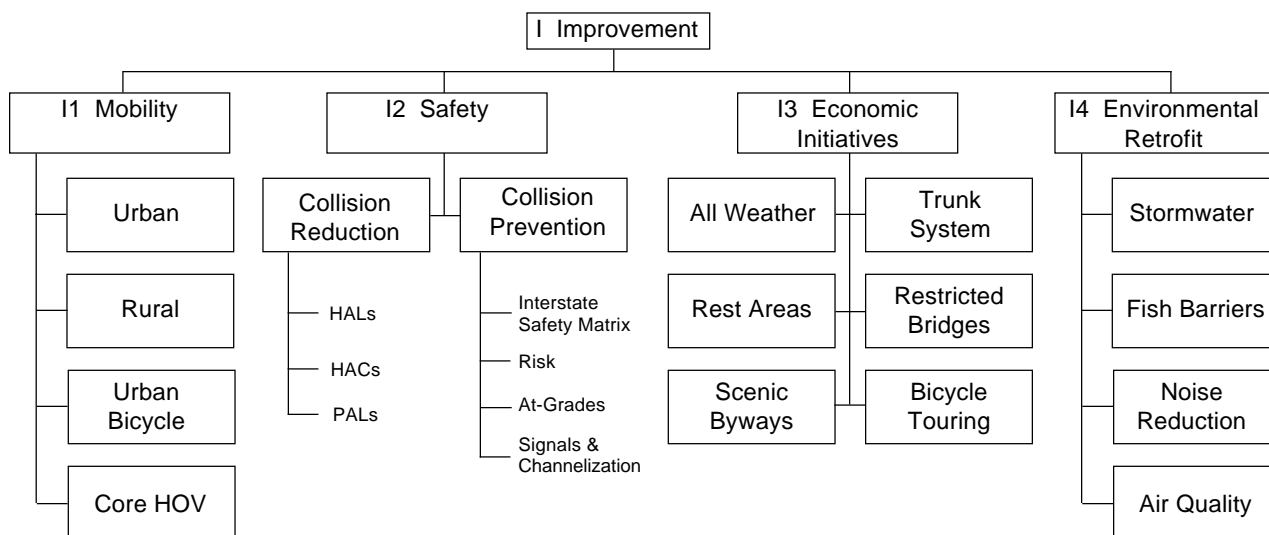 I Improvement
I1 Mobility
Urban
Rural
Urban
Bicycle
Core HOV
I2 Safety
Collision
Reduction
HALs
HACs
PALs
Collision
Prevention
Interstate
Safety Matrix
Risk
At-Grades
Signals &
Channelization
I3 Economic
Initiatives
All Weather
Trunk
System
Rest Areas
Restricted
Bridges
Scenic
Byways
Bicycle
Touring
I4 Environmental
Retrofit
Stormwater
Fish Barriers
Noise
Reduction
Air Quality